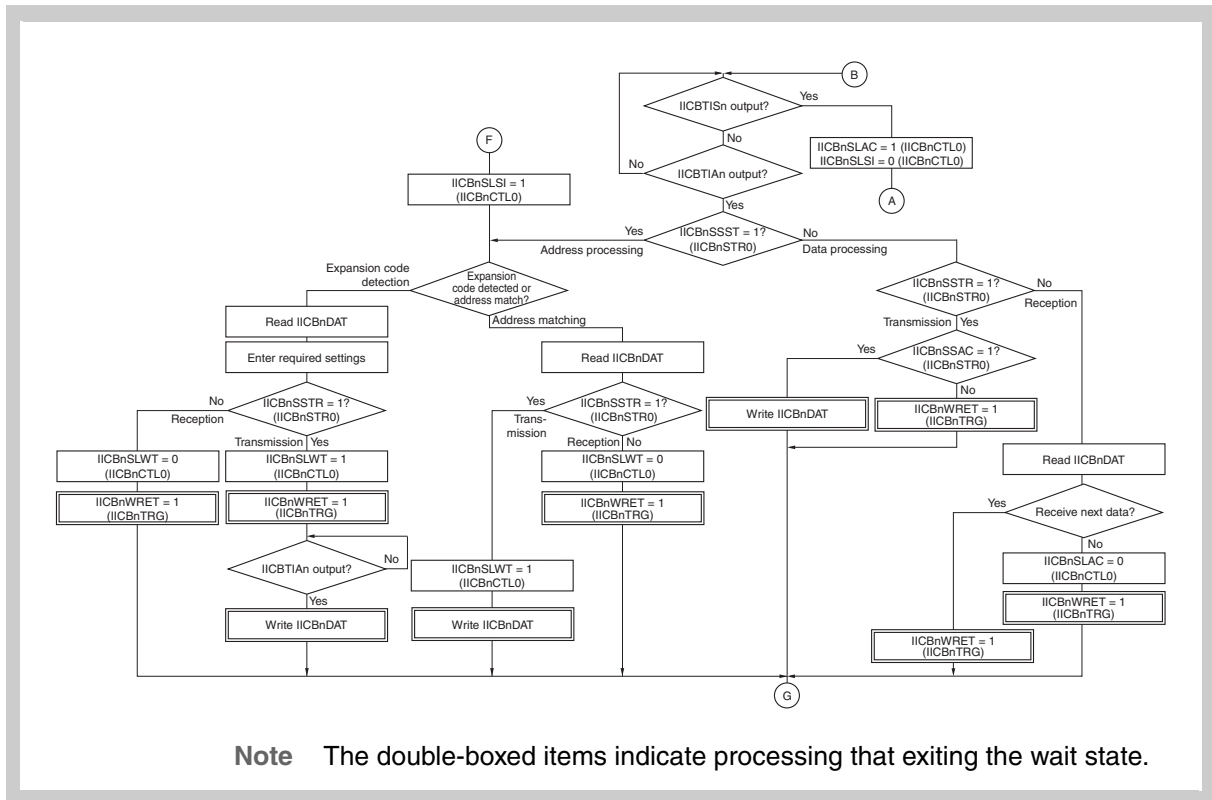 B
IICBTISn output?
Yes
No
IICBnSLAC = 1 (IICBnCTL0)
IICBnSLSI = 0 (IICBnCTL0)
A
F
IICBnSLSI = 1
(IICBnCTL0)
No
IICBTIAn output?
Yes
IICBnSSST = 1?
(IICBnSTR0)
Yes
Address processing
No
Data processing
Expansion code
detection
Expansion
code detected or
address match?
Address matching
IICBnSSTR = 1?
(IICBnSTR0)
No
Reception
Transmission
Yes
Read IICBnDAT
Enter required settings
Read IICBnDAT
Yes
IICBnSSAC = 1?
(IICBnSTR0)
No
No
Reception
IICBnSSTR = 1?
(IICBnSTR0)
Transmission
Yes
Yes
Trans-
mission
IICBnSSTR = 1?
(IICBnSTR0)
Reception
No
Write IICBnDAT
IICBnWRET = 1
(IICBnTRG)
IICBnSLWT = 0
(IICBnCTL0)
IICBnSLWT = 1
(IICBnCTL0)
IICBnSLWT = 0
(IICBnCTL0)
Read IICBnDAT
IICBnWRET = 1
(IICBnTRG)
IICBnWRET = 1
(IICBnTRG)
IICBnWRET = 1
(IICBnTRG)
Yes
Receive next data?
No
IICBTIAn output?
No
Yes
IICBnSLWT = 1
(IICBnCTL0)
IICBnSLAC = 0
(IICBnCTL0)
IICBnWRET = 1
(IICBnTRG)
Write IICBnDAT
Write IICBnDAT
IICBnWRET = 1
(IICBnTRG)
G
Note The double-boxed items indicate processing that exiting the wait state.